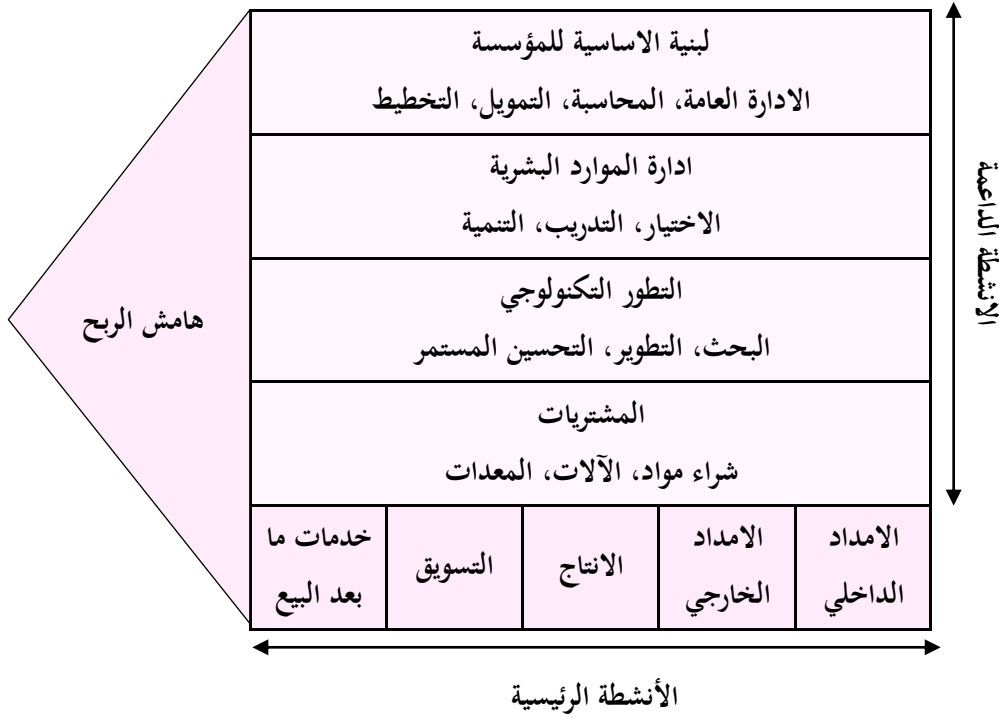 لبنية الاساسية للمؤسسة
الادارة العامة، المحاسبة، التمويل، التخطيط
ادارة الموارد البشرية
الاختيار، التدريب، التنمية
التطور التكنولوجي
البحث، التطوير، التحسين المستمر
المشتريات
شراء مواد، الآلات، المعدات
الانشطة الداعمة
هامش الربح
الامداد
الداخلي
الامداد
الخارجي
الانتاج
التسويق
خدمات ما
بعد البيع
الأنشطة الرئيسية